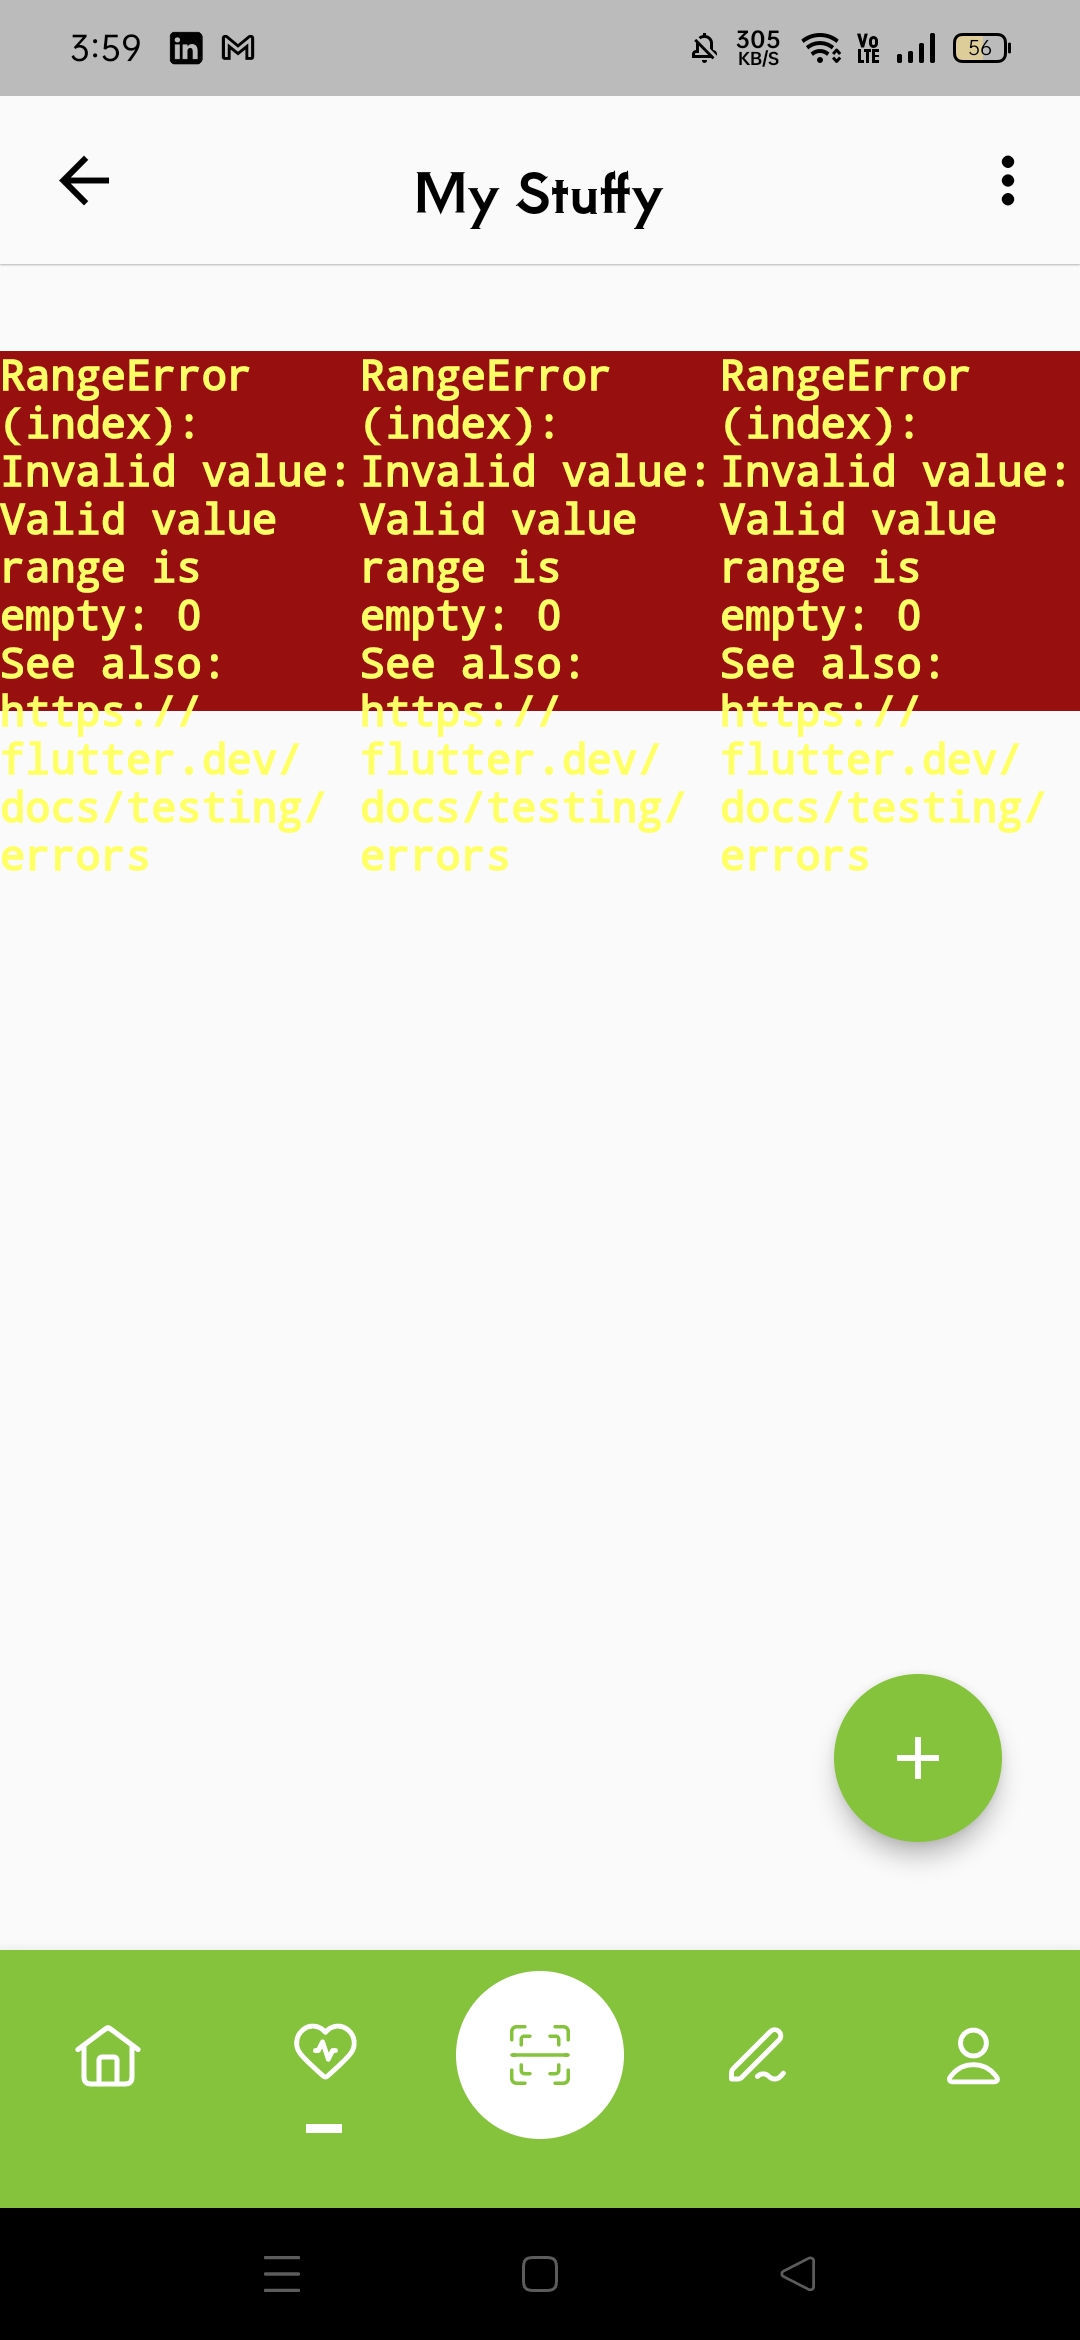 3:59
305
KB/S
Vo
LTE
56
My Stuffy
RangeError
(index):
Invalid value:
Valid value
range is
empty: 0
See also:
https://
flutter.dev/
docs/testing/
errors
RangeError
(index):
Invalid value:
Valid value
range is
empty: 0
See also:
https://
flutter.dev/
docs/testing/
errors
RangeError
(index):
Invalid value:
Valid value
range is
empty: 0
See also:
https://
flutter.dev/
docs/testing/
errors